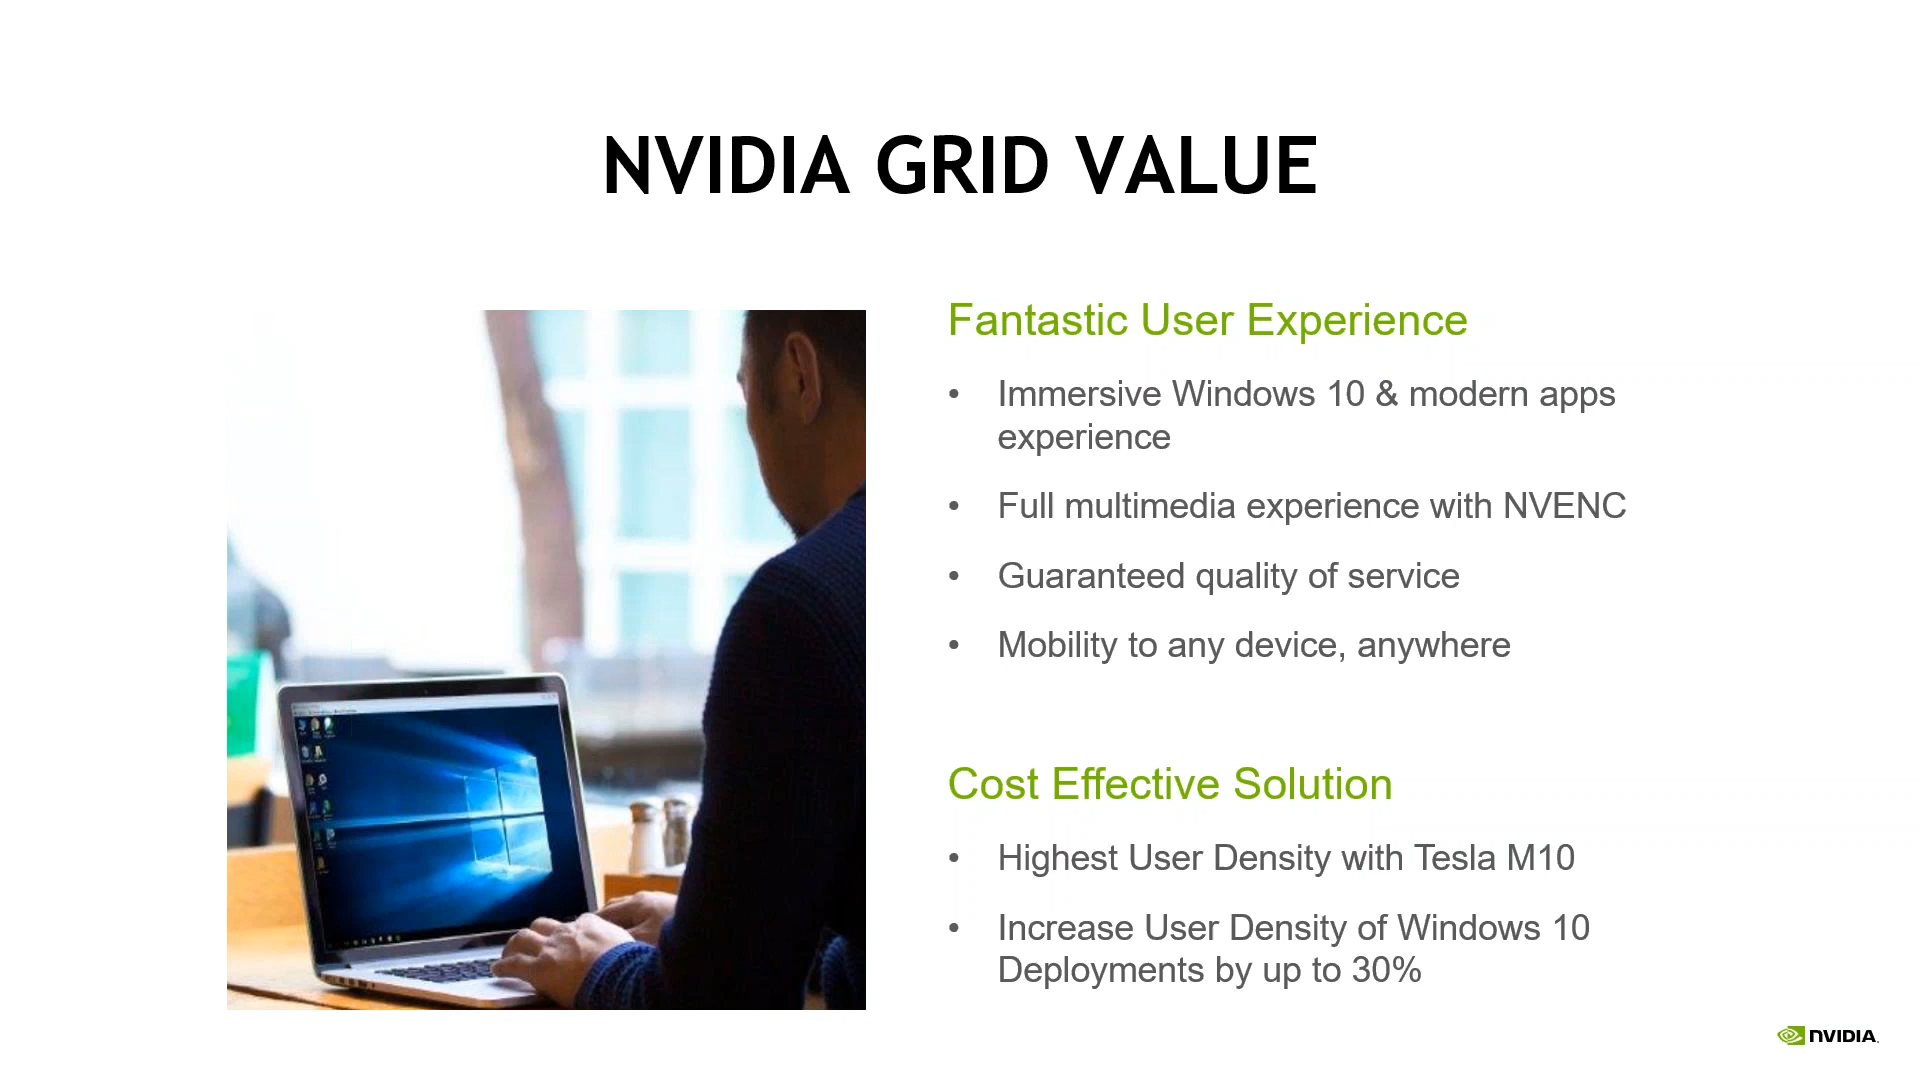 NVIDIA GRID VALUE
Fantastic User Experience
• Immersive Windows 10 & modern apps
experience
• Full multimedia experience with NVENC
• Guaranteed quality of service
• Mobility to any device, anywhere
Cost Effective Solution
• Highest User Density with Tesla M10
• Increase User Density of Windows 10
Deployments by up to 30%
NVIDIA.